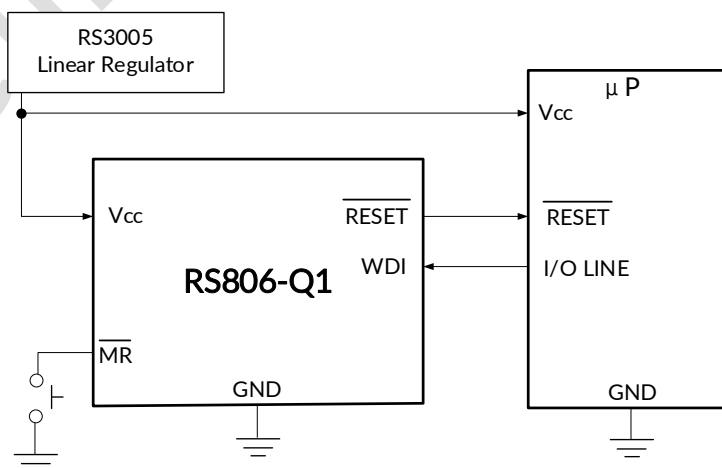 RS3005
Linear Regulator
μ P
Vcc
Vcc
RESET
RESET
WDI
I/O LINE
RS806-Q1
MR
GND
GND